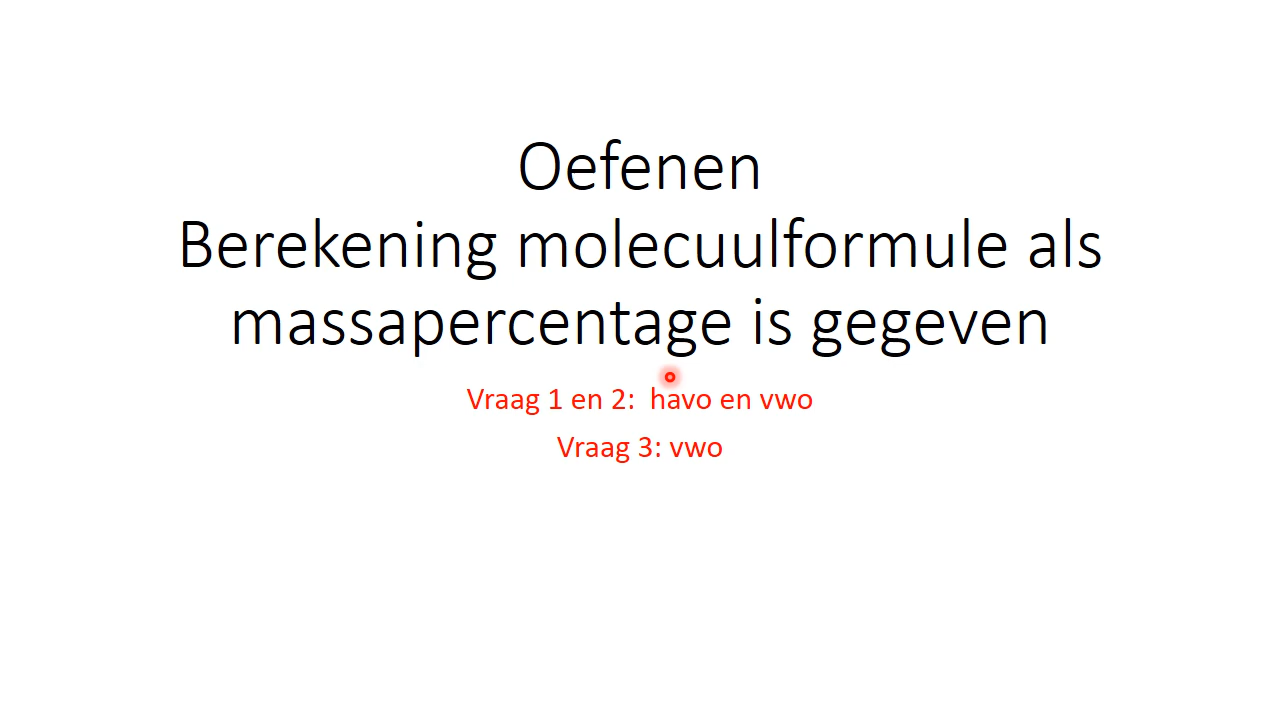 Oefenen
Berekening molecuulformule als
massapercentage is gegeven
Vraag 1 en 2:  havo en vwo
Vraag 3: vwo